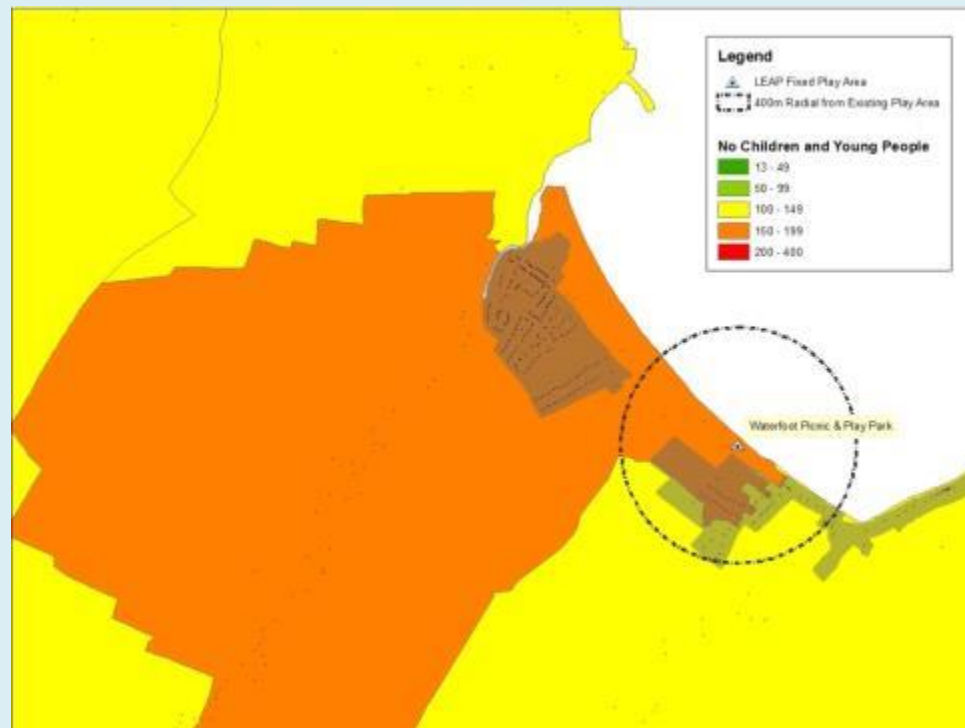 Legend
LEAP Fixed Play Area
400m Radial from Existing Play Area
No Children and Young People
13 - 49
50 - 99
100 - 149
150 - 199
200 - 400
Waterfoot Picnic & Play Park